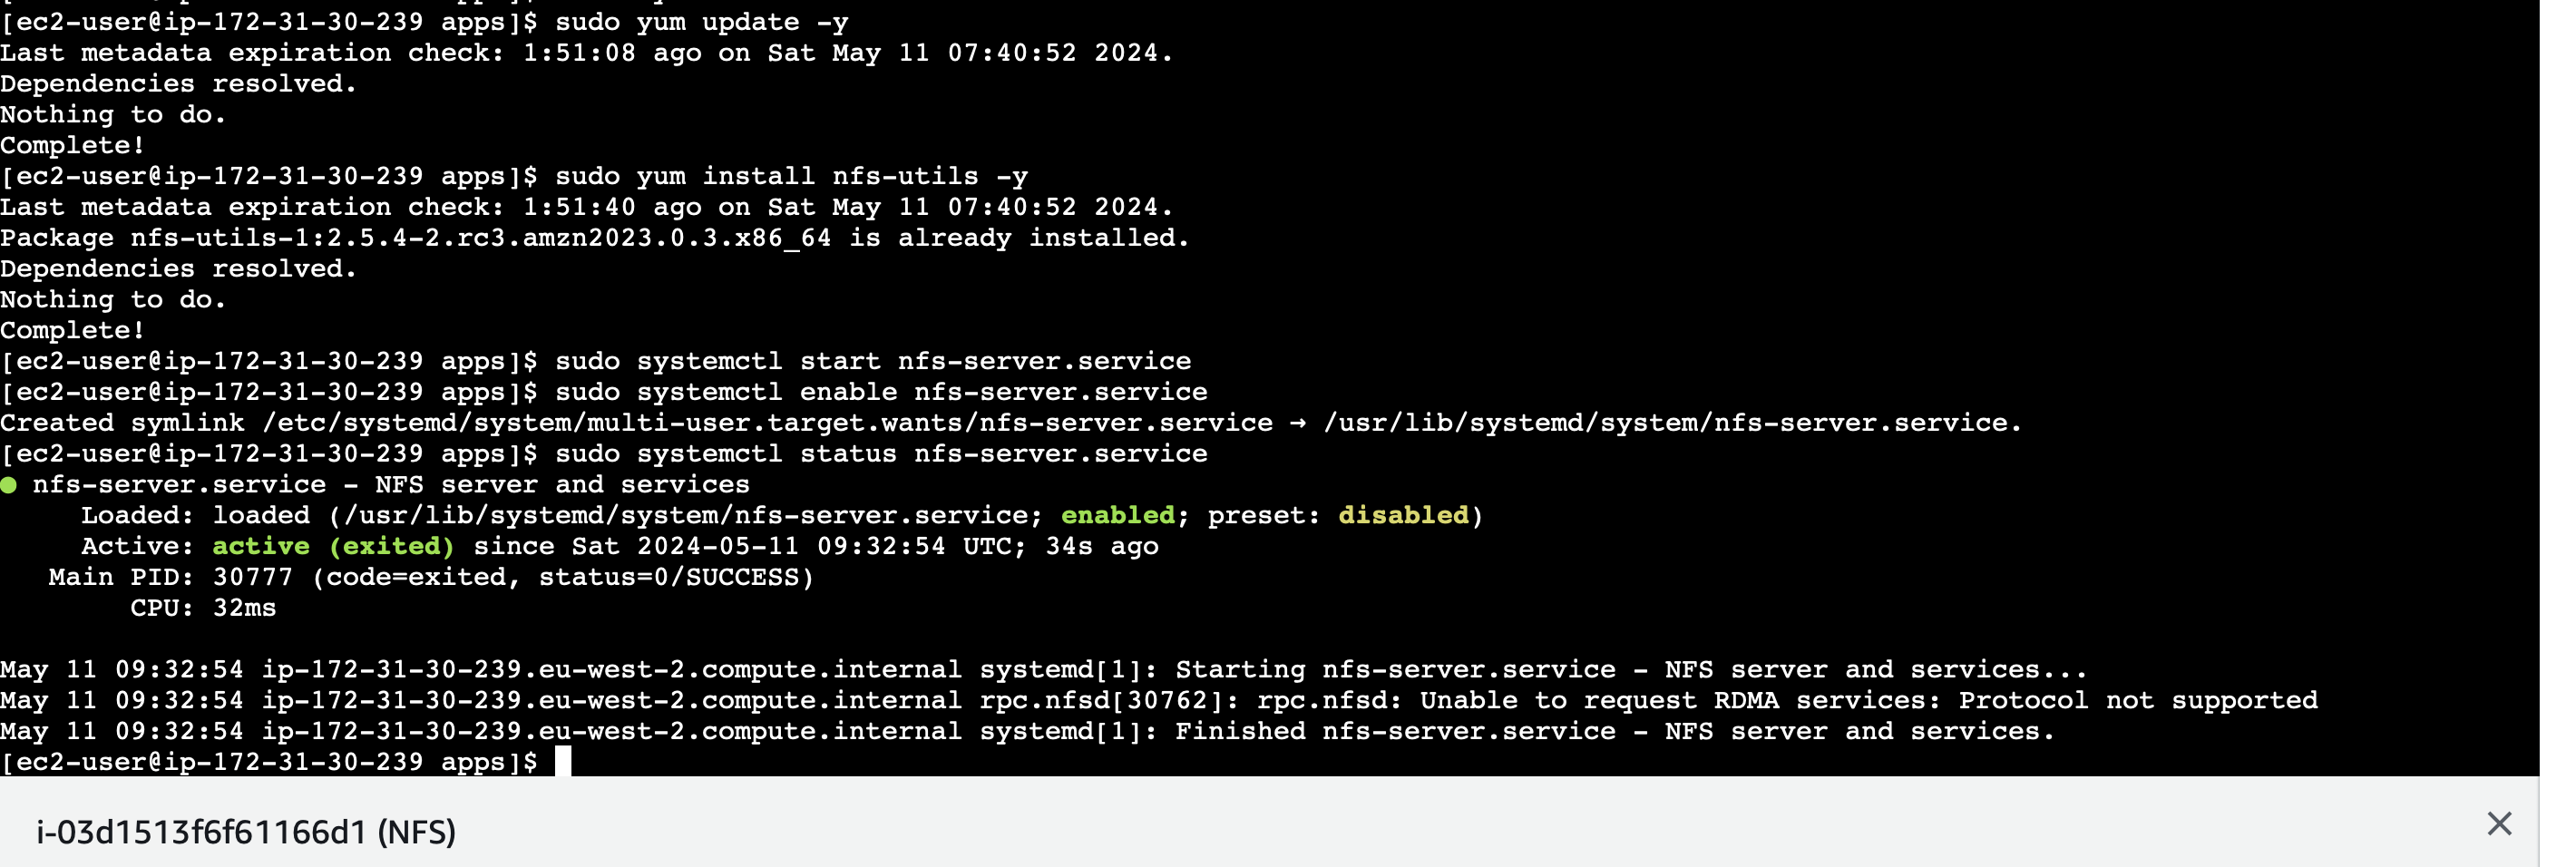 [ec2-user@ip-172-31-30-239 apps]$ sudo yum update -y
Last metadata expiration check: 1:51:08 ago on Sat May 11 07:40:52 2024.
Dependencies resolved.
Nothing to do.
Complete!
[ec2-user@ip-172-31-30-239 apps]$ sudo yum install nfs-utils -y
Last metadata expiration check: 1:51:40 ago on Sat May 11 07:40:52 2024.
Package nfs-utils-1:2.5.4-2.rc3.amzn2023.0.3.x86_64 is already installed.
Dependencies resolved.
Nothing to do.
Complete!
[ec2-user@ip-172-31-30-239 apps]$ sudo systemctl start nfs-server.service
[ec2-user@ip-172-31-30-239 apps]$ sudo systemctl enable nfs-server.service
Created symlink /etc/systemd/system/multi-user.target.wants/nfs-server.service → /usr/lib/systemd/system/nfs-server.service.
[ec2-user@ip-172-31-30-239 apps]$ sudo systemctl status nfs-server.service
● nfs-server.service - NFS server and services
Loaded: loaded (/usr/lib/systemd/system/nfs-server.service; enabled; preset: disabled)
Active: active (exited) since Sat 2024-05-11 09:32:54 UTC; 34s ago
Main PID: 30777 (code=exited, status=0/SUCCESS)
CPU: 32ms
May 11 09:32:54 ip-172-31-30-239.eu-west-2.compute.internal systemd[1]: Starting nfs-server.service - NFS server and services...
May 11 09:32:54 ip-172-31-30-239.eu-west-2.compute.internal rpc.nfsd[30762]: rpc.nfsd: Unable to request RDMA services: Protocol not supported
May 11 09:32:54 ip-172-31-30-239.eu-west-2.compute.internal systemd[1]: Finished nfs-server.service - NFS server and services.
[ec2-user@ip-172-31-30-239 apps]$
i-03d1513f6f61166d1 (NFS)